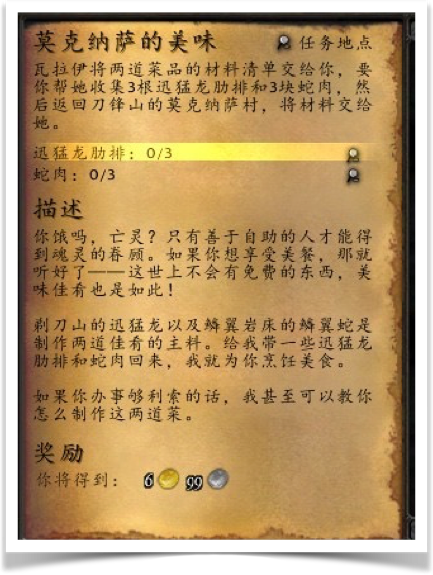 莫克纳萨的美味 任务地点
瓦拉伊将两道菜品的材料清单交给你，要
你帮她收集3根迅猛龙肋排和3块蛇肉，然
后返回刀锋山的莫克纳萨村，将材料交给
她。
迅猛龙肋排：0/3
蛇肉：0/3
描述
你饿吗，亡灵？只有善于自助的人才能得
到魂灵的眷顾。如果你想享受美餐，那就
听好了——这世上不会有免费的东西，美
味佳肴也是如此！
剃刀山的迅猛龙以及鳞翼岩床的鳞翼蛇是
制作两道佳肴的主料。给我带一些迅猛龙
肋排和蛇肉回来，我就为你烹饪美食。
如果你办事够利索的话，我甚至可以教你
怎么制作这两道菜。
奖励
你将得到： 6 99